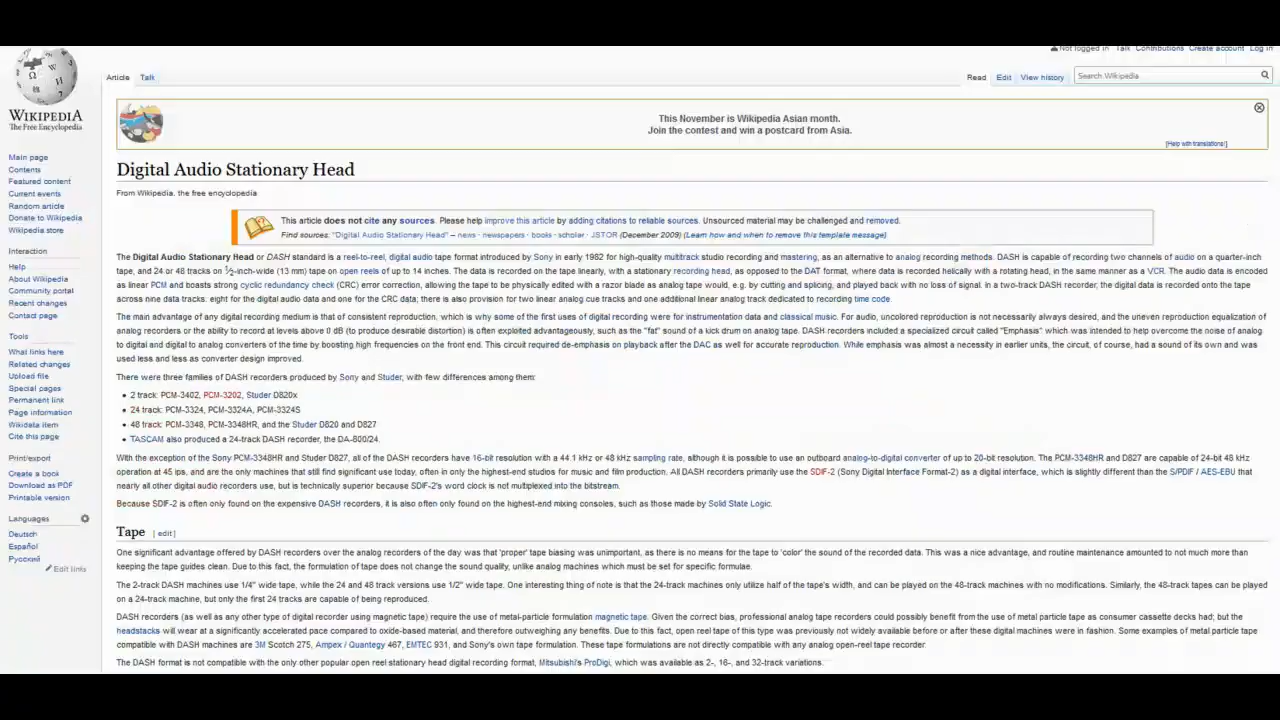 Not logged in Talk Contributions Create account Log in
Article Talk
Read Edit View history Search Wikipedia
WIKIPEDIA
The Free Encyclopedia
This November is Wikipedia Asian month.
Join the contest and win a postcard from Asia.
[Help with translations!]
Main page
Contents
Featured content
Current events
Random article
Donate to Wikipedia
Wikipedia store
Interaction
Help
About Wikipedia
Community portal
Recent changes
Contact page
Tools
What links here
Related changes
Upload file
Special pages
Permanent link
Page information
Wikidata item
Cite this page
Print/export
Create a book
Download as PDF
Printable version
Languages
Deutsch
Español
Русский
Edit links
Digital Audio Stationary Head
From Wikipedia, the free encyclopedia
This article does not cite any sources. Please help improve this article by adding citations to reliable sources. Unsourced material may be challenged and removed.
Find sources: "Digital Audio Stationary Head" – news · newspapers · books · scholar · JSTOR (December 2009) (Learn how and when to remove this template message)
The Digital Audio Stationary Head or DASH standard is a reel-to-reel, digital audio tape format introduced by Sony in early 1982 for high-quality multitrack studio recording and mastering, as an alternative to analog recording methods. DASH is capable of recording two channels of audio on a quarter-inch
tape, and 24 or 48 tracks on 1⁄2-inch-wide (13 mm) tape on open reels of up to 14 inches. The data is recorded on the tape linearly, with a stationary recording head, as opposed to the DAT format, where data is recorded helically with a rotating head, in the same manner as a VCR. The audio data is encoded
as linear PCM and boasts strong cyclic redundancy check (CRC) error correction, allowing the tape to be physically edited with a razor blade as analog tape would, e.g. by cutting and splicing, and played back with no loss of signal. In a two-track DASH recorder, the digital data is recorded onto the tape
across nine data tracks: eight for the digital audio data and one for the CRC data; there is also provision for two linear analog cue tracks and one additional linear analog track dedicated to recording time code.
The main advantage of any digital recording medium is that of consistent reproduction, which is why some of the first uses of digital recording were for instrumentation data and classical music. For audio, uncolored reproduction is not necessarily always desired, and the uneven reproduction equalization of
analog recorders or the ability to record at levels above 0 dB (to produce desirable distortion) is often exploited advantageously, such as the "fat" sound of a kick drum on analog tape. DASH recorders included a specialized circuit called "Emphasis" which was intended to help overcome the noise of analog
to digital and digital to analog converters of the time by boosting high frequencies on the front end. This circuit required de-emphasis on playback after the DAC as well for accurate reproduction. While emphasis was almost a necessity in earlier units, the circuit, of course, had a sound of its own and was
used less and less as converter design improved.
There were three families of DASH recorders produced by Sony and Studer, with few differences among them:
• 2 track: PCM-3402, PCM-3202, Studer D820x
• 24 track: PCM-3324, PCM-3324A, PCM-3324S
• 48 track: PCM-3348, PCM-3348HR, and the Studer D820 and D827
• TASCAM also produced a 24-track DASH recorder, the DA-800/24.
With the exception of the Sony PCM-3348HR and Studer D827, all of the DASH recorders have 16-bit resolution with a 44.1 kHz or 48 kHz sampling rate, although it is possible to use an outboard analog-to-digital converter of up to 20-bit resolution. The PCM-3348HR and D827 are capable of 24-bit 48 kHz
operation at 45 ips, and are the only machines that still find significant use today, often in only the highest-end studios for music and film production. All DASH recorders primarily use the SDIF-2 (Sony Digital Interface Format-2) as a digital interface, which is slightly different than the S/PDIF / AES-EBU that
nearly all other digital audio recorders use, but is technically superior because SDIF-2's word clock is not multiplexed into the bitstream.
Because SDIF-2 is often only found on the expensive DASH recorders, it is also often only found on the highest-end mixing consoles, such as those made by Solid State Logic.
Tape [ edit ]
One significant advantage offered by DASH recorders over the analog recorders of the day was that 'proper' tape biasing was unimportant, as there is no means for the tape to 'color' the sound of the recorded data. This was a nice advantage, and routine maintenance amounted to not much more than
keeping the tape guides clean. Due to this fact, the formulation of tape does not change the sound quality, unlike analog machines which must be set for specific formulae.
The 2-track DASH machines use 1/4" wide tape, while the 24 and 48 track versions use 1/2" wide tape. One interesting thing of note is that the 24-track machines only utilize half of the tape's width, and can be played on the 48-track machines with no modifications. Similarly, the 48-track tapes can be played
on a 24-track machine, but only the first 24 tracks are capable of being reproduced.
DASH recorders (as well as any other type of digital recorder using magnetic tape) require the use of metal-particle formulation magnetic tape. Given the correct bias, professional analog tape recorders could possibly benefit from the use of metal particle tape as consumer cassette decks had; but the
headstacks will wear at a significantly accelerated pace compared to oxide-based material, and therefore outweighing any benefits. Due to this fact, open reel tape of this type was previously not widely available before or after these digital machines were in fashion. Some examples of metal particle tape
compatible with DASH machines are 3M Scotch 275, Ampex / Quantegy 467, EMTEC 931, and Sony's own tape formulation. These tape formulations are not directly compatible with any analog open-reel tape recorder.
The DASH format is not compatible with the only other popular open reel stationary head digital recording format, Mitsubishi's ProDigi, which was available as 2-, 16-, and 32-track variations.